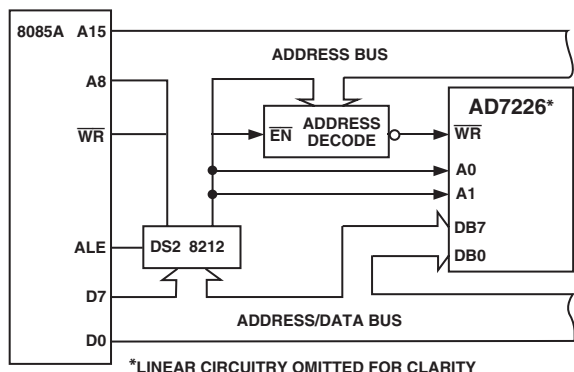 8085A A15
ADDRESS BUS
A8
AD7226*
EN ADDRESS
DECODE
WR
WR
A0
A1
DB7
ALE
DS2 8212
DB0
D7
ADDRESS/DATA BUS
D0
*LINEAR CIRCUITRY OMITTED FOR CLARITY